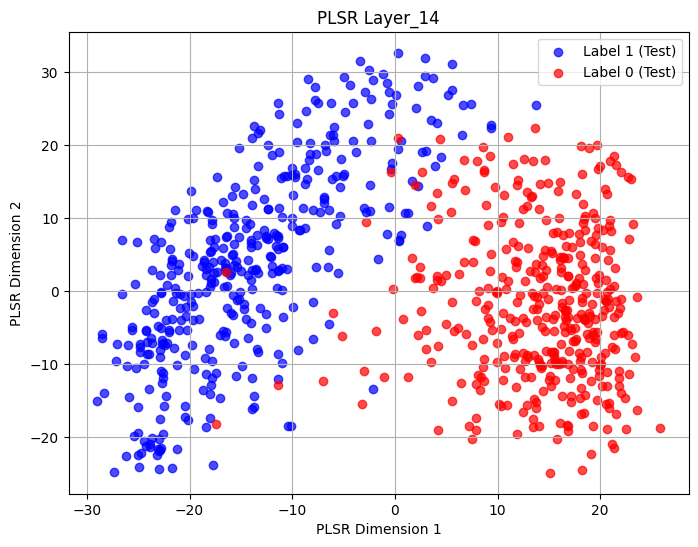 PLSR Layer_14
Label 1 (Test)
Label 0 (Test)
PLSR Dimension 2
30
20
10
0
−10
−20
−30
−20
−10
0
10
20
PLSR Dimension 1